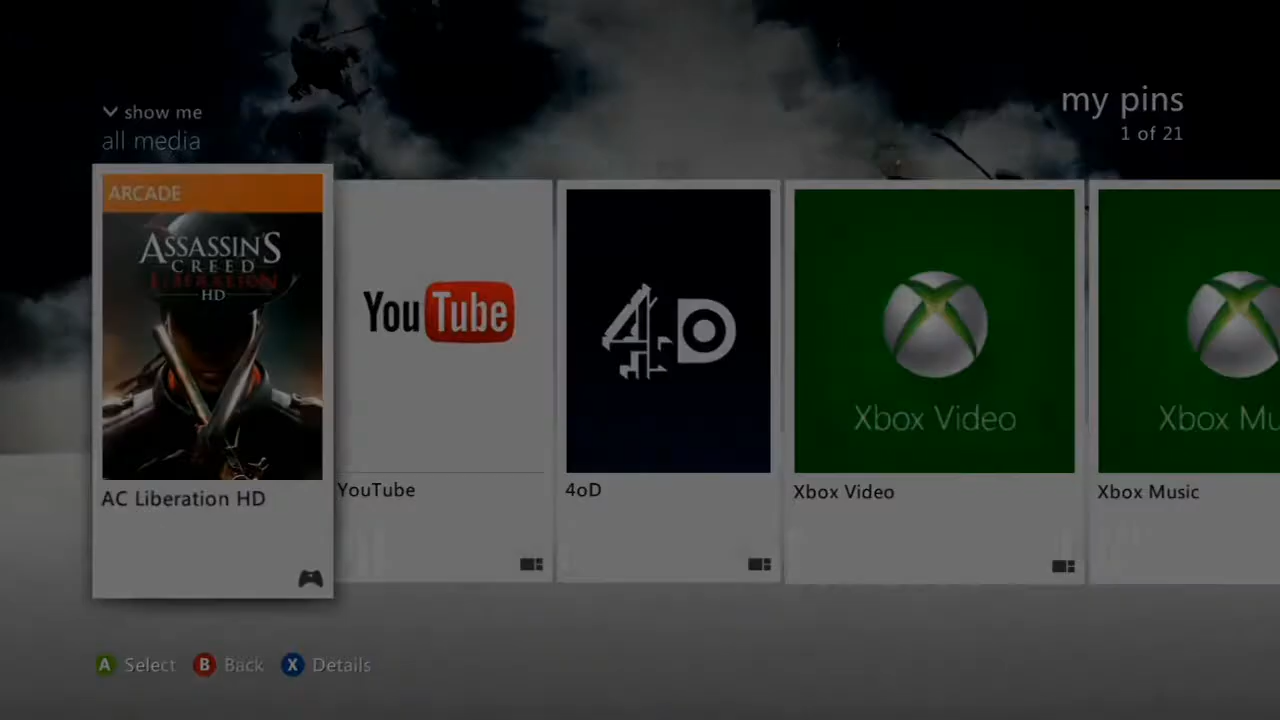 show me
all media
my pins
1 of 21
ARCADE
ASSASSIN'S
CREED
LIBERATION
HD
AC Liberation HD
YouTube
YouTube
4oD
4oD
Xbox Video
Xbox Video
Xbox Mu
Xbox Music
A Select B Back X Details